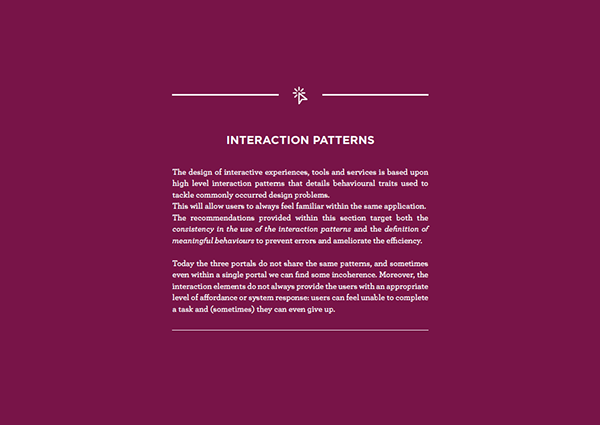 INTERACTION PATTERNS
The design of interactive experiences, tools and services is based upon
high level interaction patterns that details behavioural traits used to
tackle commonly occurred design problems.
This will allow users to always feel familiar within the same application.
The recommendations provided within this section target both the
consistency in the use of the interaction patterns and the definition of
meaningful behaviours to prevent errors and ameliorate the efficiency.
Today the three portals do not share the same patterns, and sometimes
even within a single portal we can find some incoherence. Moreover, the
interaction elements do not always provide the users with an appropriate
level of affordance or system response: users can feel unable to complete
a task and (sometimes) they can even give up.